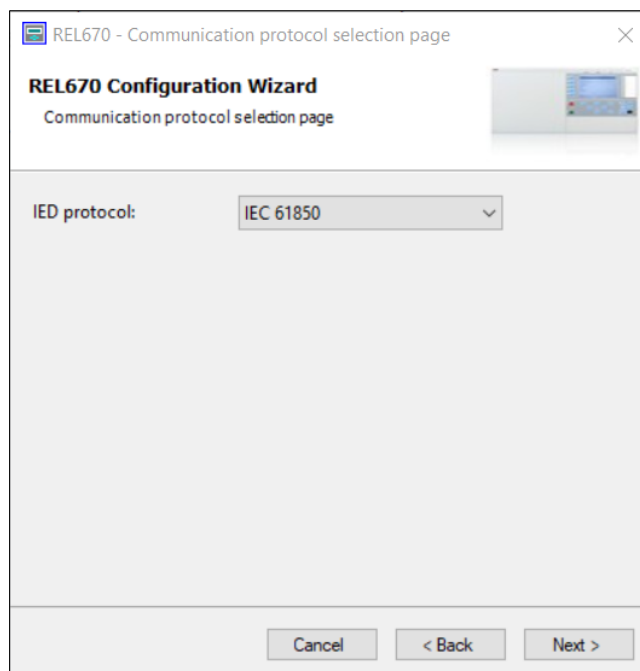 REL670 - Communication protocol selection page
REL670 Configuration Wizard
Communication protocol selection page
IED protocol: IEC 61850
Cancel < Back Next >